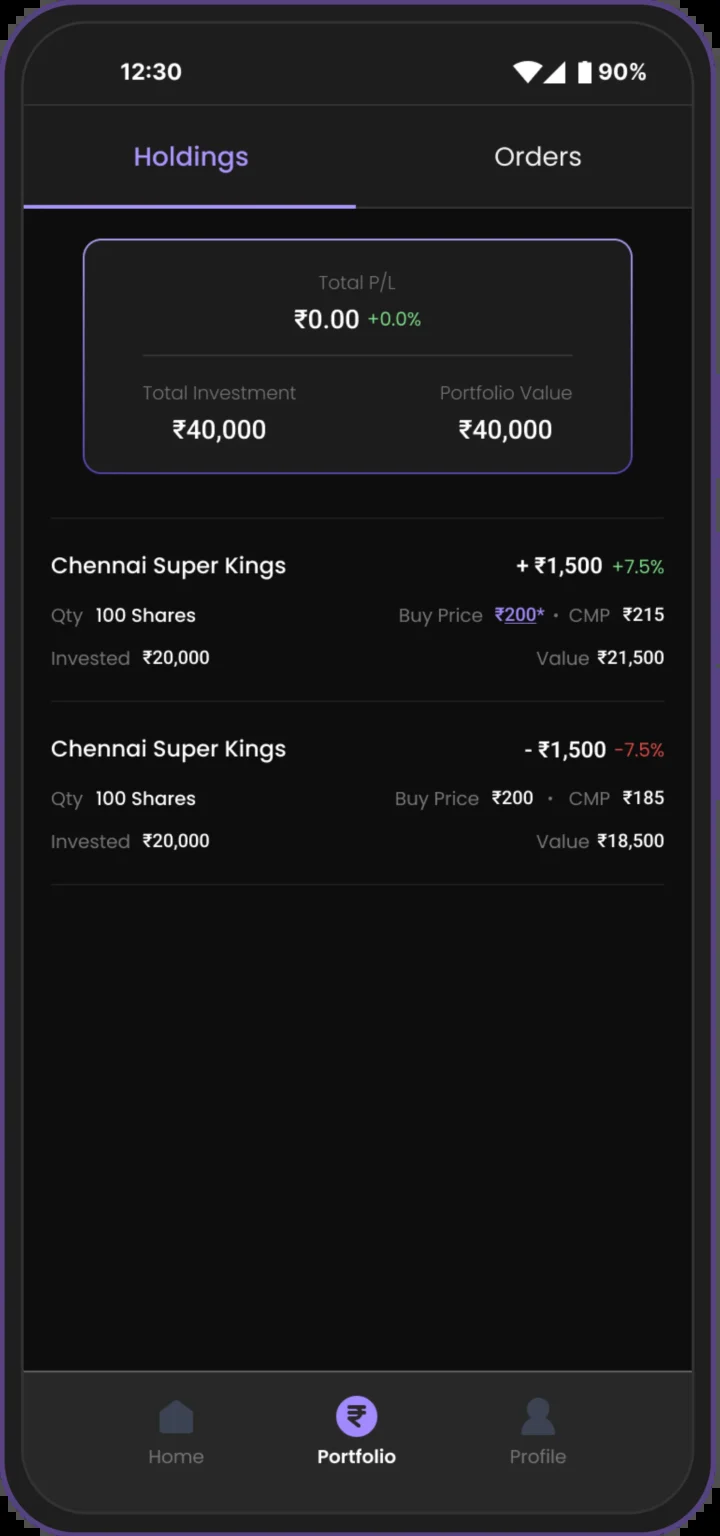 12:30 90%
Holdings Orders
Total P/L
₹0.00 +0.0%
Total Investment Portfolio Value
₹40,000 ₹40,000
Chennai Super Kings + ₹1,500 +7.5%
Qty 100 Shares Buy Price ₹200* • CMP ₹215
Invested ₹20,000 Value ₹21,500
Chennai Super Kings - ₹1,500 -7.5%
Qty 100 Shares Buy Price ₹200 • CMP ₹185
Invested ₹20,000 Value ₹18,500
Home Portfolio Profile